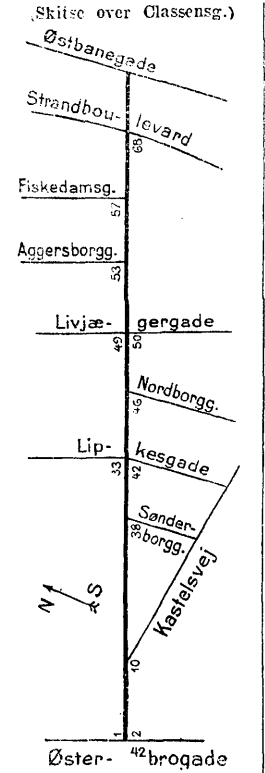 (Skitse over Classensg.)
Østbanegade
Strandbou- levard
68
Fiskedamsg.
57
Aggersborgg.
53
Livjæ- gergade
49 50
Nordborgg.
46
Lip- kesgade
33 42
Sønder-
borgg.
38
Kastelsvej
N S
10
1 2
Øster- 42 brogade